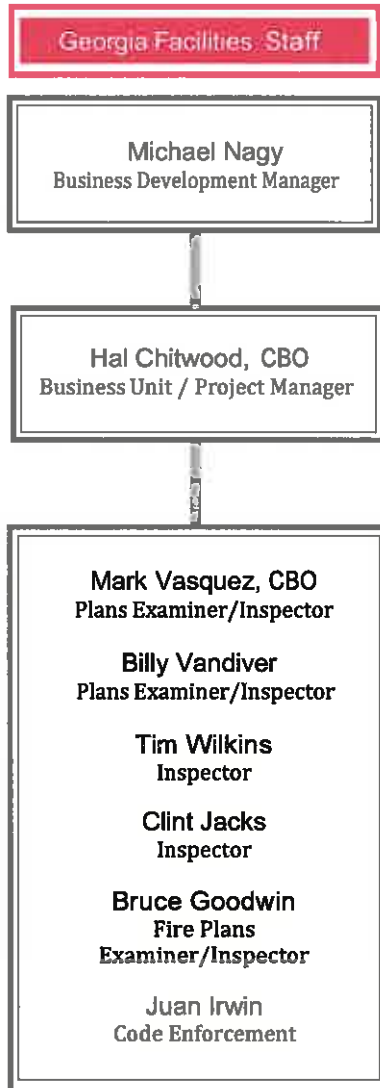 Georgia Facilities Staff
Michael Nagy
Business Development Manager
Hal Chitwood, CBO
Business Unit / Project Manager
Mark Vasquez, CBO
Plans Examiner/Inspector
Billy Vandiver
Plans Examiner/Inspector
Tim Wilkins
Inspector
Clint Jacks
Inspector
Bruce Goodwin
Fire Plans
Examiner/Inspector
Juan Irwin
Code Enforcement